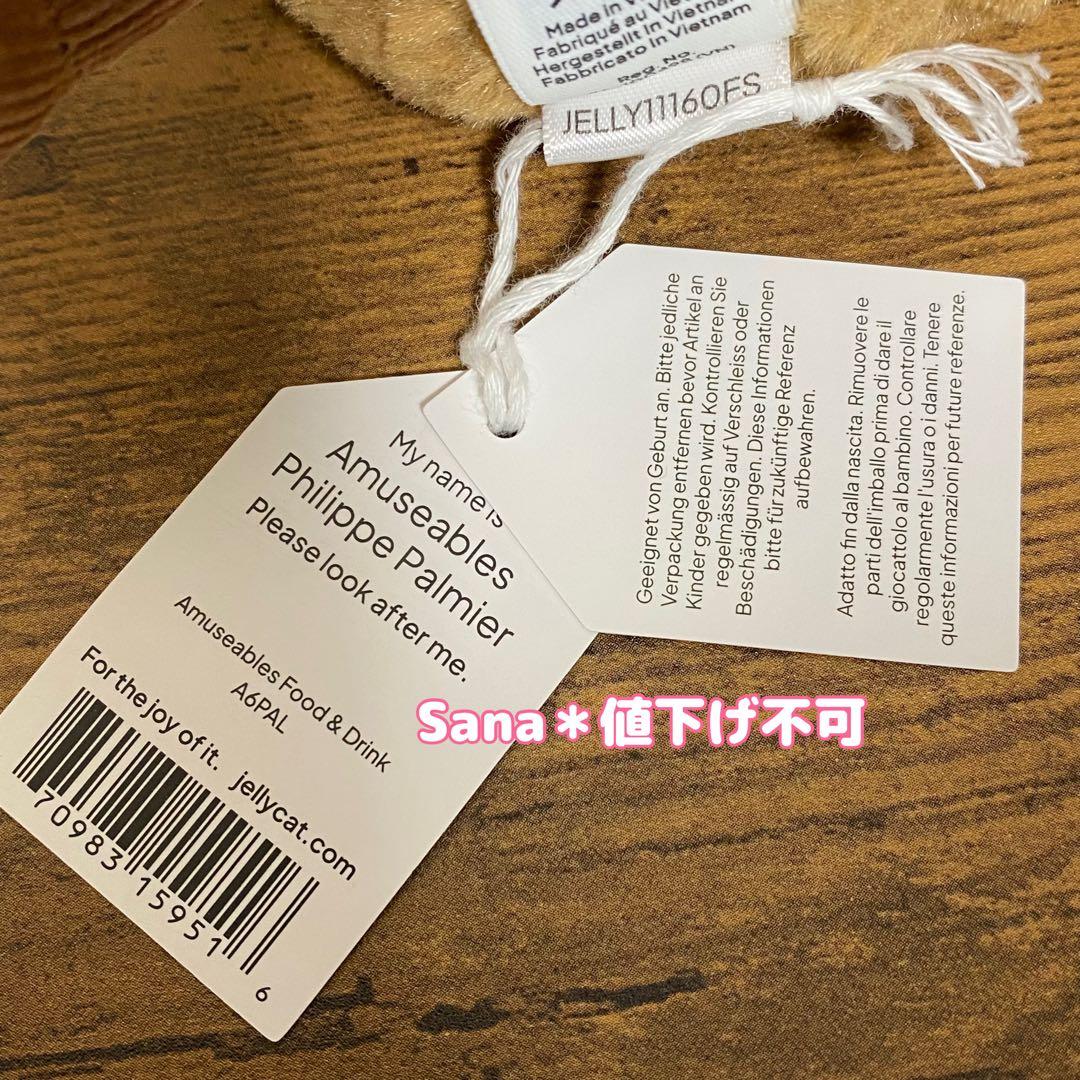 Made in
Fabriqué au
Hergestellt in Vietnam
Fabbricato in Vietnam
Reg. No.
JELLY11160FS
My name is
Amuseables
Philippe Palmier
Please look after me.
Amuseables Food & Drink
A6PAL
For the joy of it. jellycat.com
70983 15951 6
Geeignet von Geburt an. Bitte jedliche
Verpackung entfernen bevor Artikel an
Kinder gegeben wird. Kontrollieren Sie
regelmässig auf Verschleiss oder
Beschädigungen. Diese Informationen
bitte für zukünftige Referenz
aufbewahren.
Adatto fin dalla nascita. Rimuovere le
parti dell'imballo prima di dare il
giocattolo al bambino. Controllare
regolarmente l'usura o i danni. Tenere
queste informazioni per future referenze.
Sana＊値下げ不可